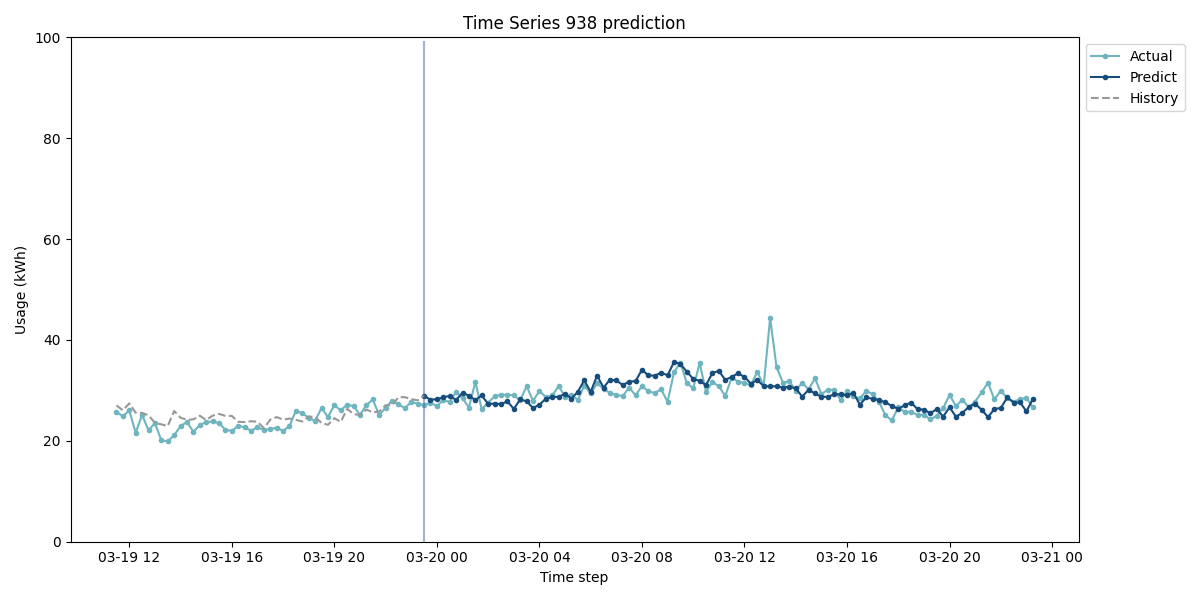 Time Series 938 prediction
Usage (kWh)
100
80
60
40
20
0
03-19 12
03-19 16
03-19 20
03-20 00
03-20 04
03-20 08
03-20 12
03-20 16
03-20 20
03-21 00
Time step
Actual
Predict
History